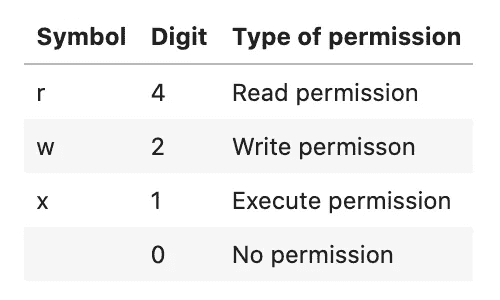 Symbol Digit Type of permission
r 4 Read permission
w 2 Write permisson
x 1 Execute permission
0 No permission